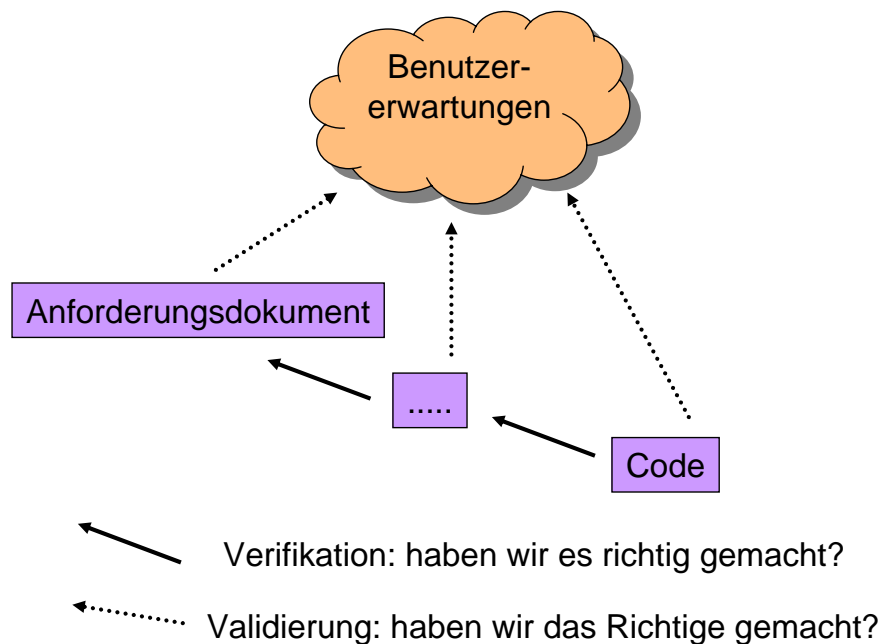 Benutzer-
erwartungen
Anforderungsdokument
.....
Code
Verifikation: haben wir es richtig gemacht?
Validierung: haben wir das Richtige gemacht?